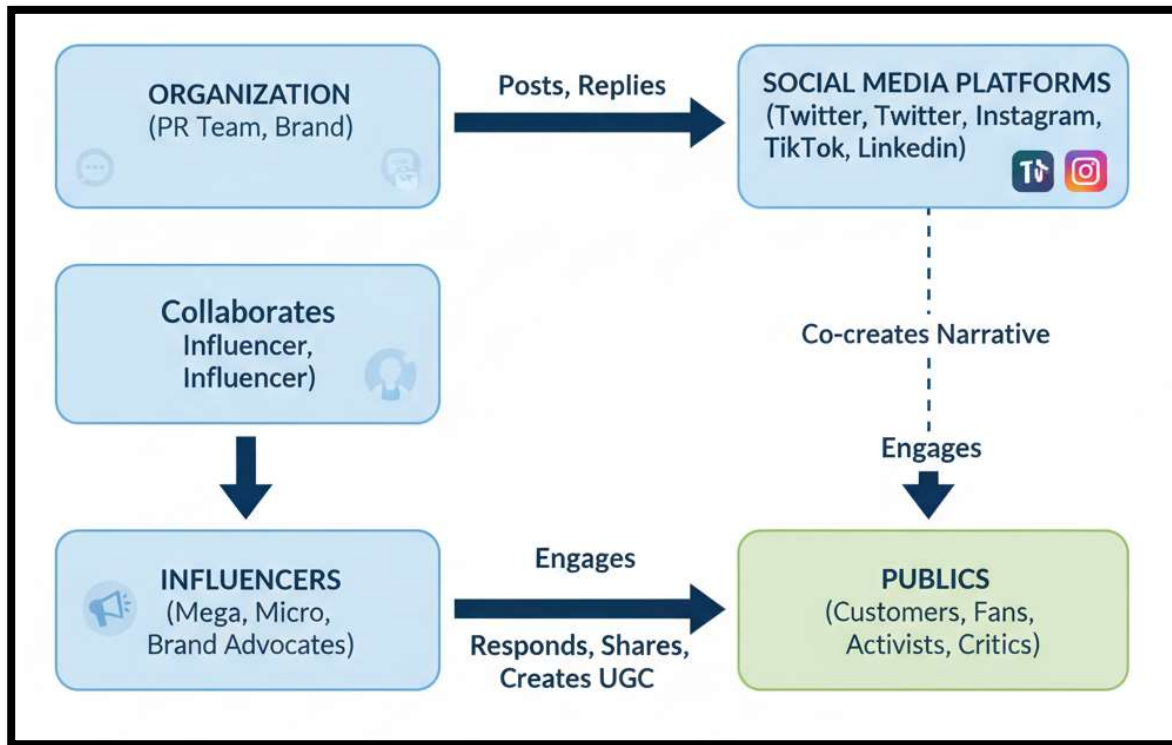 ORGANIZATION
(PR Team, Brand)
Posts, Replies
SOCIAL MEDIA PLATFORMS
(Twitter, Twitter, Instagram,
TikTok, Linkedin)
Collaborates
Influencer,
Influencer)
Co-creates Narrative
Engages
INFLUENCERS
(Mega, Micro,
Brand Advocates)
Engages
Responds, Shares,
Creates UGC
PUBLICS
(Customers, Fans,
Activists, Critics)